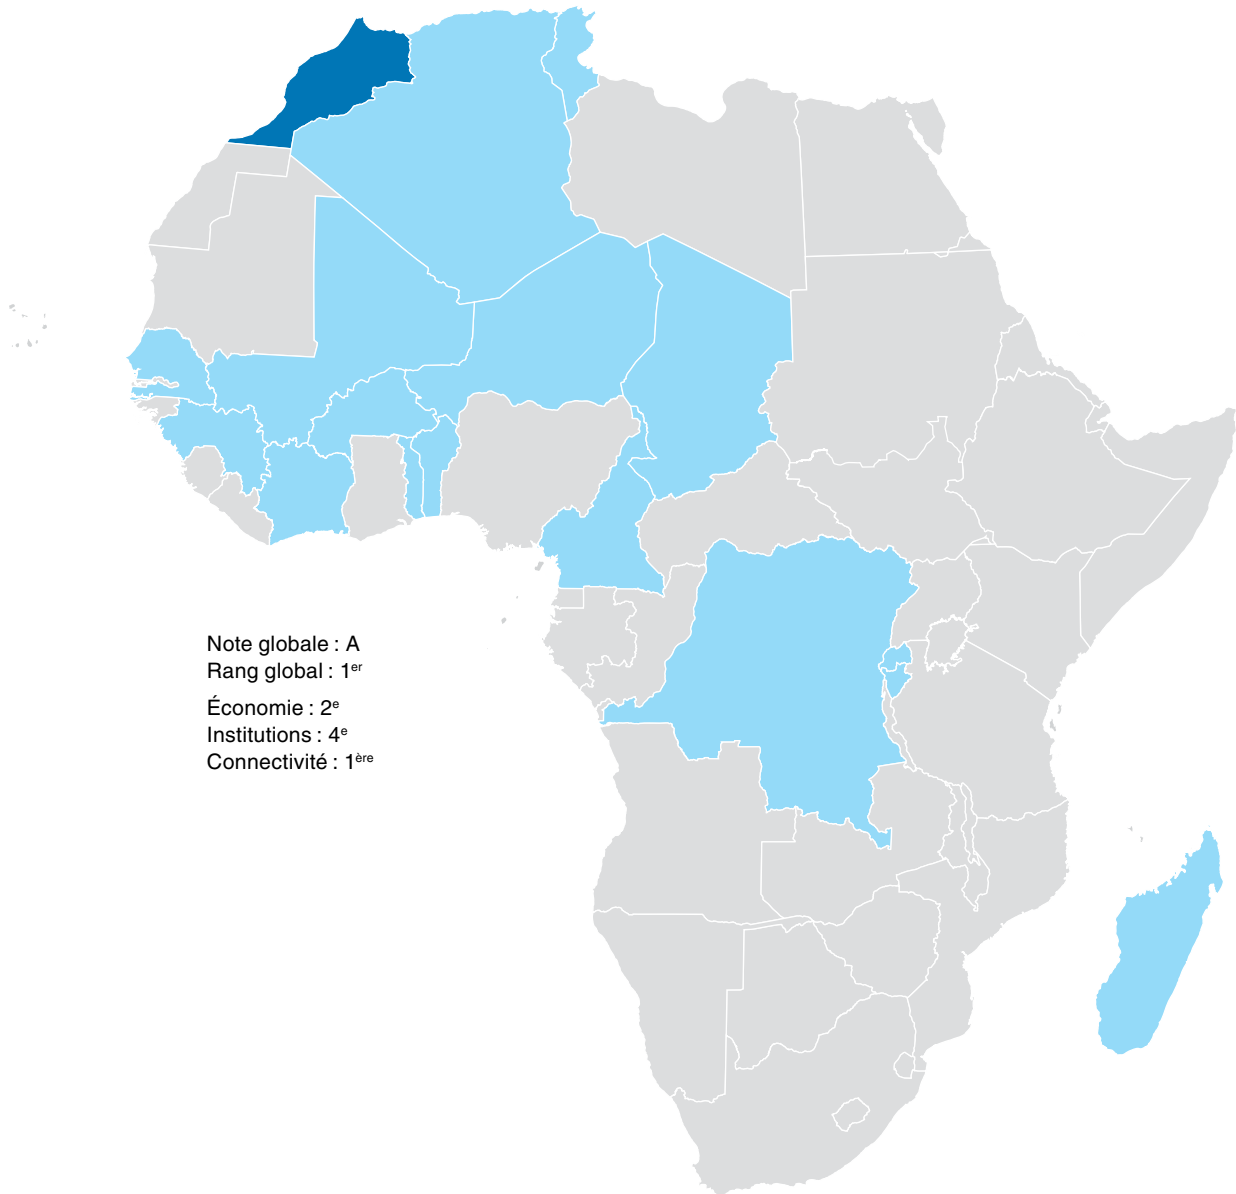 Note globale : A
Rang global : 1er
Économie : 2e
Institutions : 4e
Connectivité : 1ère